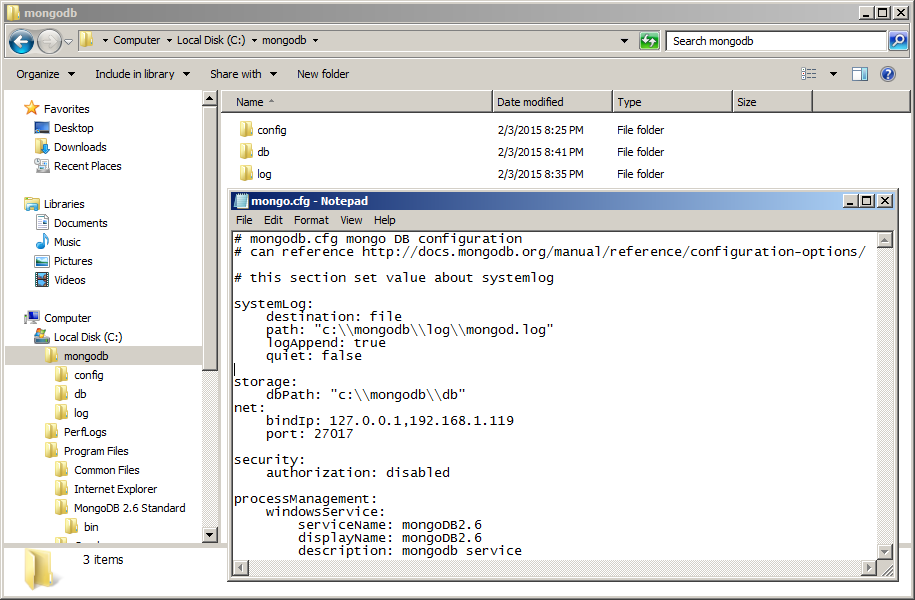 mongodb
Computer Local Disk (C:) mongodb
Search mongodb
Organize Include in library Share with New folder
Favorites
Desktop
Downloads
Recent Places
Libraries
Documents
Music
Pictures
Videos
Computer
Local Disk (C:)
mongodb
config
db
log
PerfLogs
Program Files
Common Files
Internet Explorer
MongoDB 2.6 Standard
bin
Name Date modified Type Size
config 2/3/2015 8:25 PM File folder
db 2/3/2015 8:41 PM File folder
log 2/3/2015 8:35 PM File folder
mongo.cfg - Notepad
File Edit Format View Help
# mongodb.cfg mongo DB configuration
# can reference http://docs.mongodb.org/manual/reference/configuration-options/
# this section set value about systemlog
systemLog:
destination: file
path: "c:\\mongodb\\log\\mongod.log"
logAppend: true
quiet: false
storage:
dbPath: "c:\\mongodb\\db"
net:
bindIp: 127.0.0.1,192.168.1.119
port: 27017
security:
authorization: disabled
processManagement:
windowsService:
serviceName: mongoDB2.6
displayName: mongoDB2.6
description: mongodb service
3 items